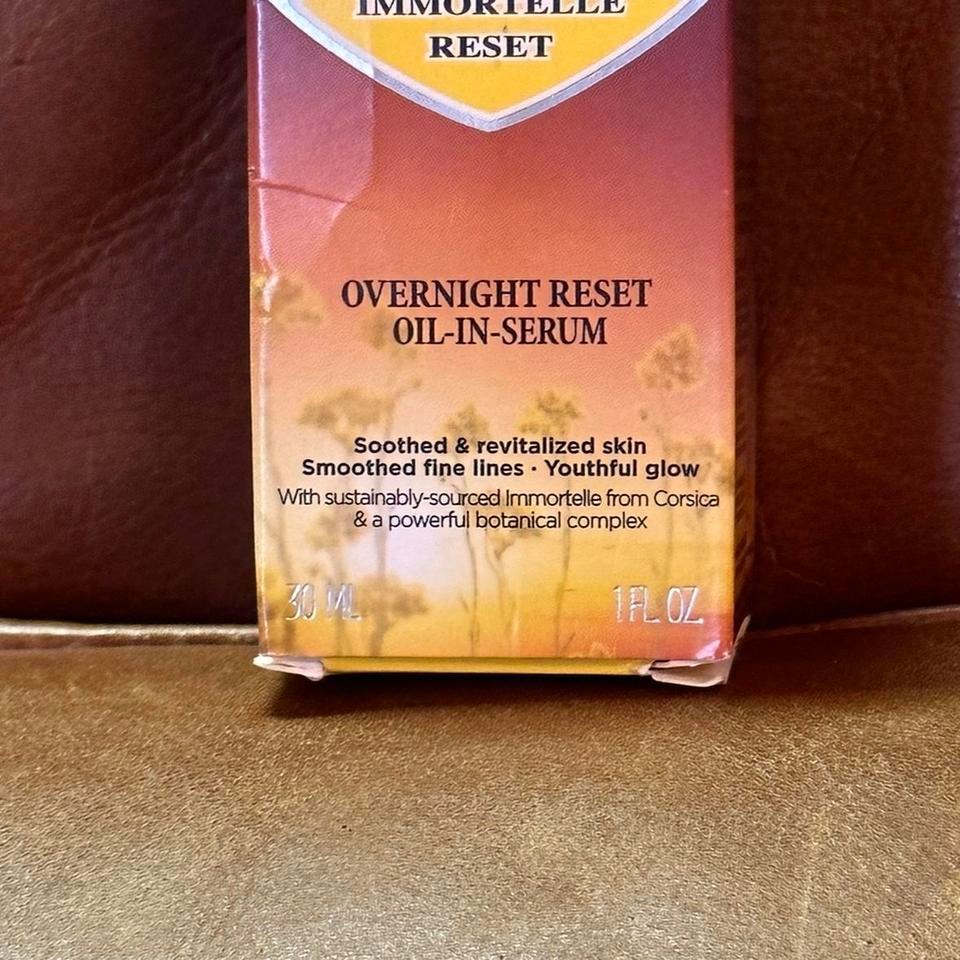 IMMORTELLE
RESET
OVERNIGHT RESET
OIL-IN-SERUM
Soothed & revitalized skin
Smoothed fine lines · Youthful glow
With sustainably-sourced Immortelle from Corsica
& a powerful botanical complex
30 ML 1 FL OZ